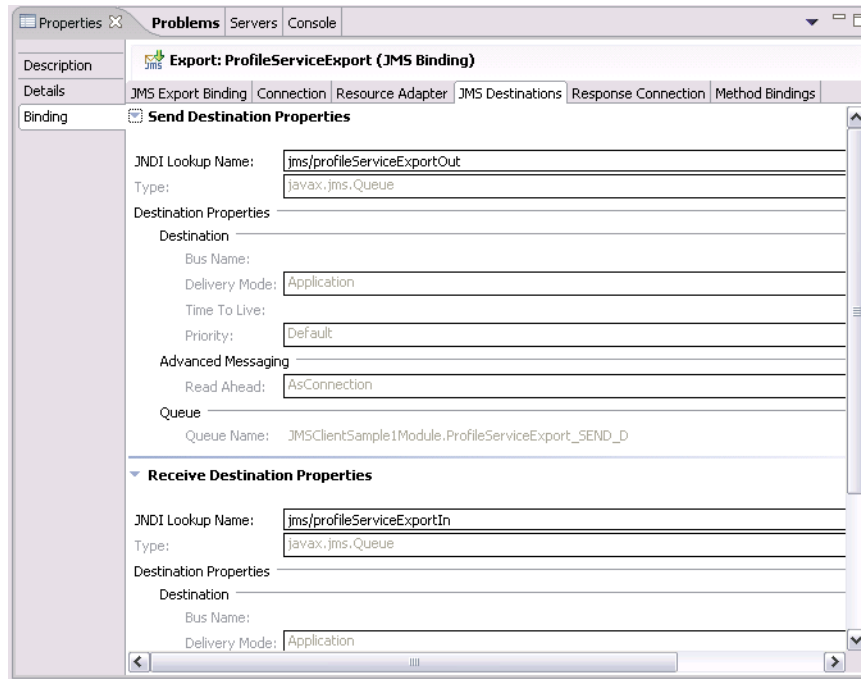 Properties Problems Servers Console
Description
Details
Binding
JMS Export: ProfileServiceExport (JMS Binding)
JMS Export Binding Connection Resource Adapter JMS Destinations Response Connection Method Bindings
Send Destination Properties
JNDI Lookup Name: jms/profileServiceExportOut
Type: javax.jms.Queue
Destination Properties
Destination
Bus Name:
Delivery Mode: Application
Time To Live:
Priority: Default
Advanced Messaging
Read Ahead: AsConnection
Queue
Queue Name: JMSClientSample1Module.ProfileServiceExport_SEND_D
Receive Destination Properties
JNDI Lookup Name: jms/profileServiceExportIn
Type: javax.jms.Queue
Destination Properties
Destination
Bus Name:
Delivery Mode: Application